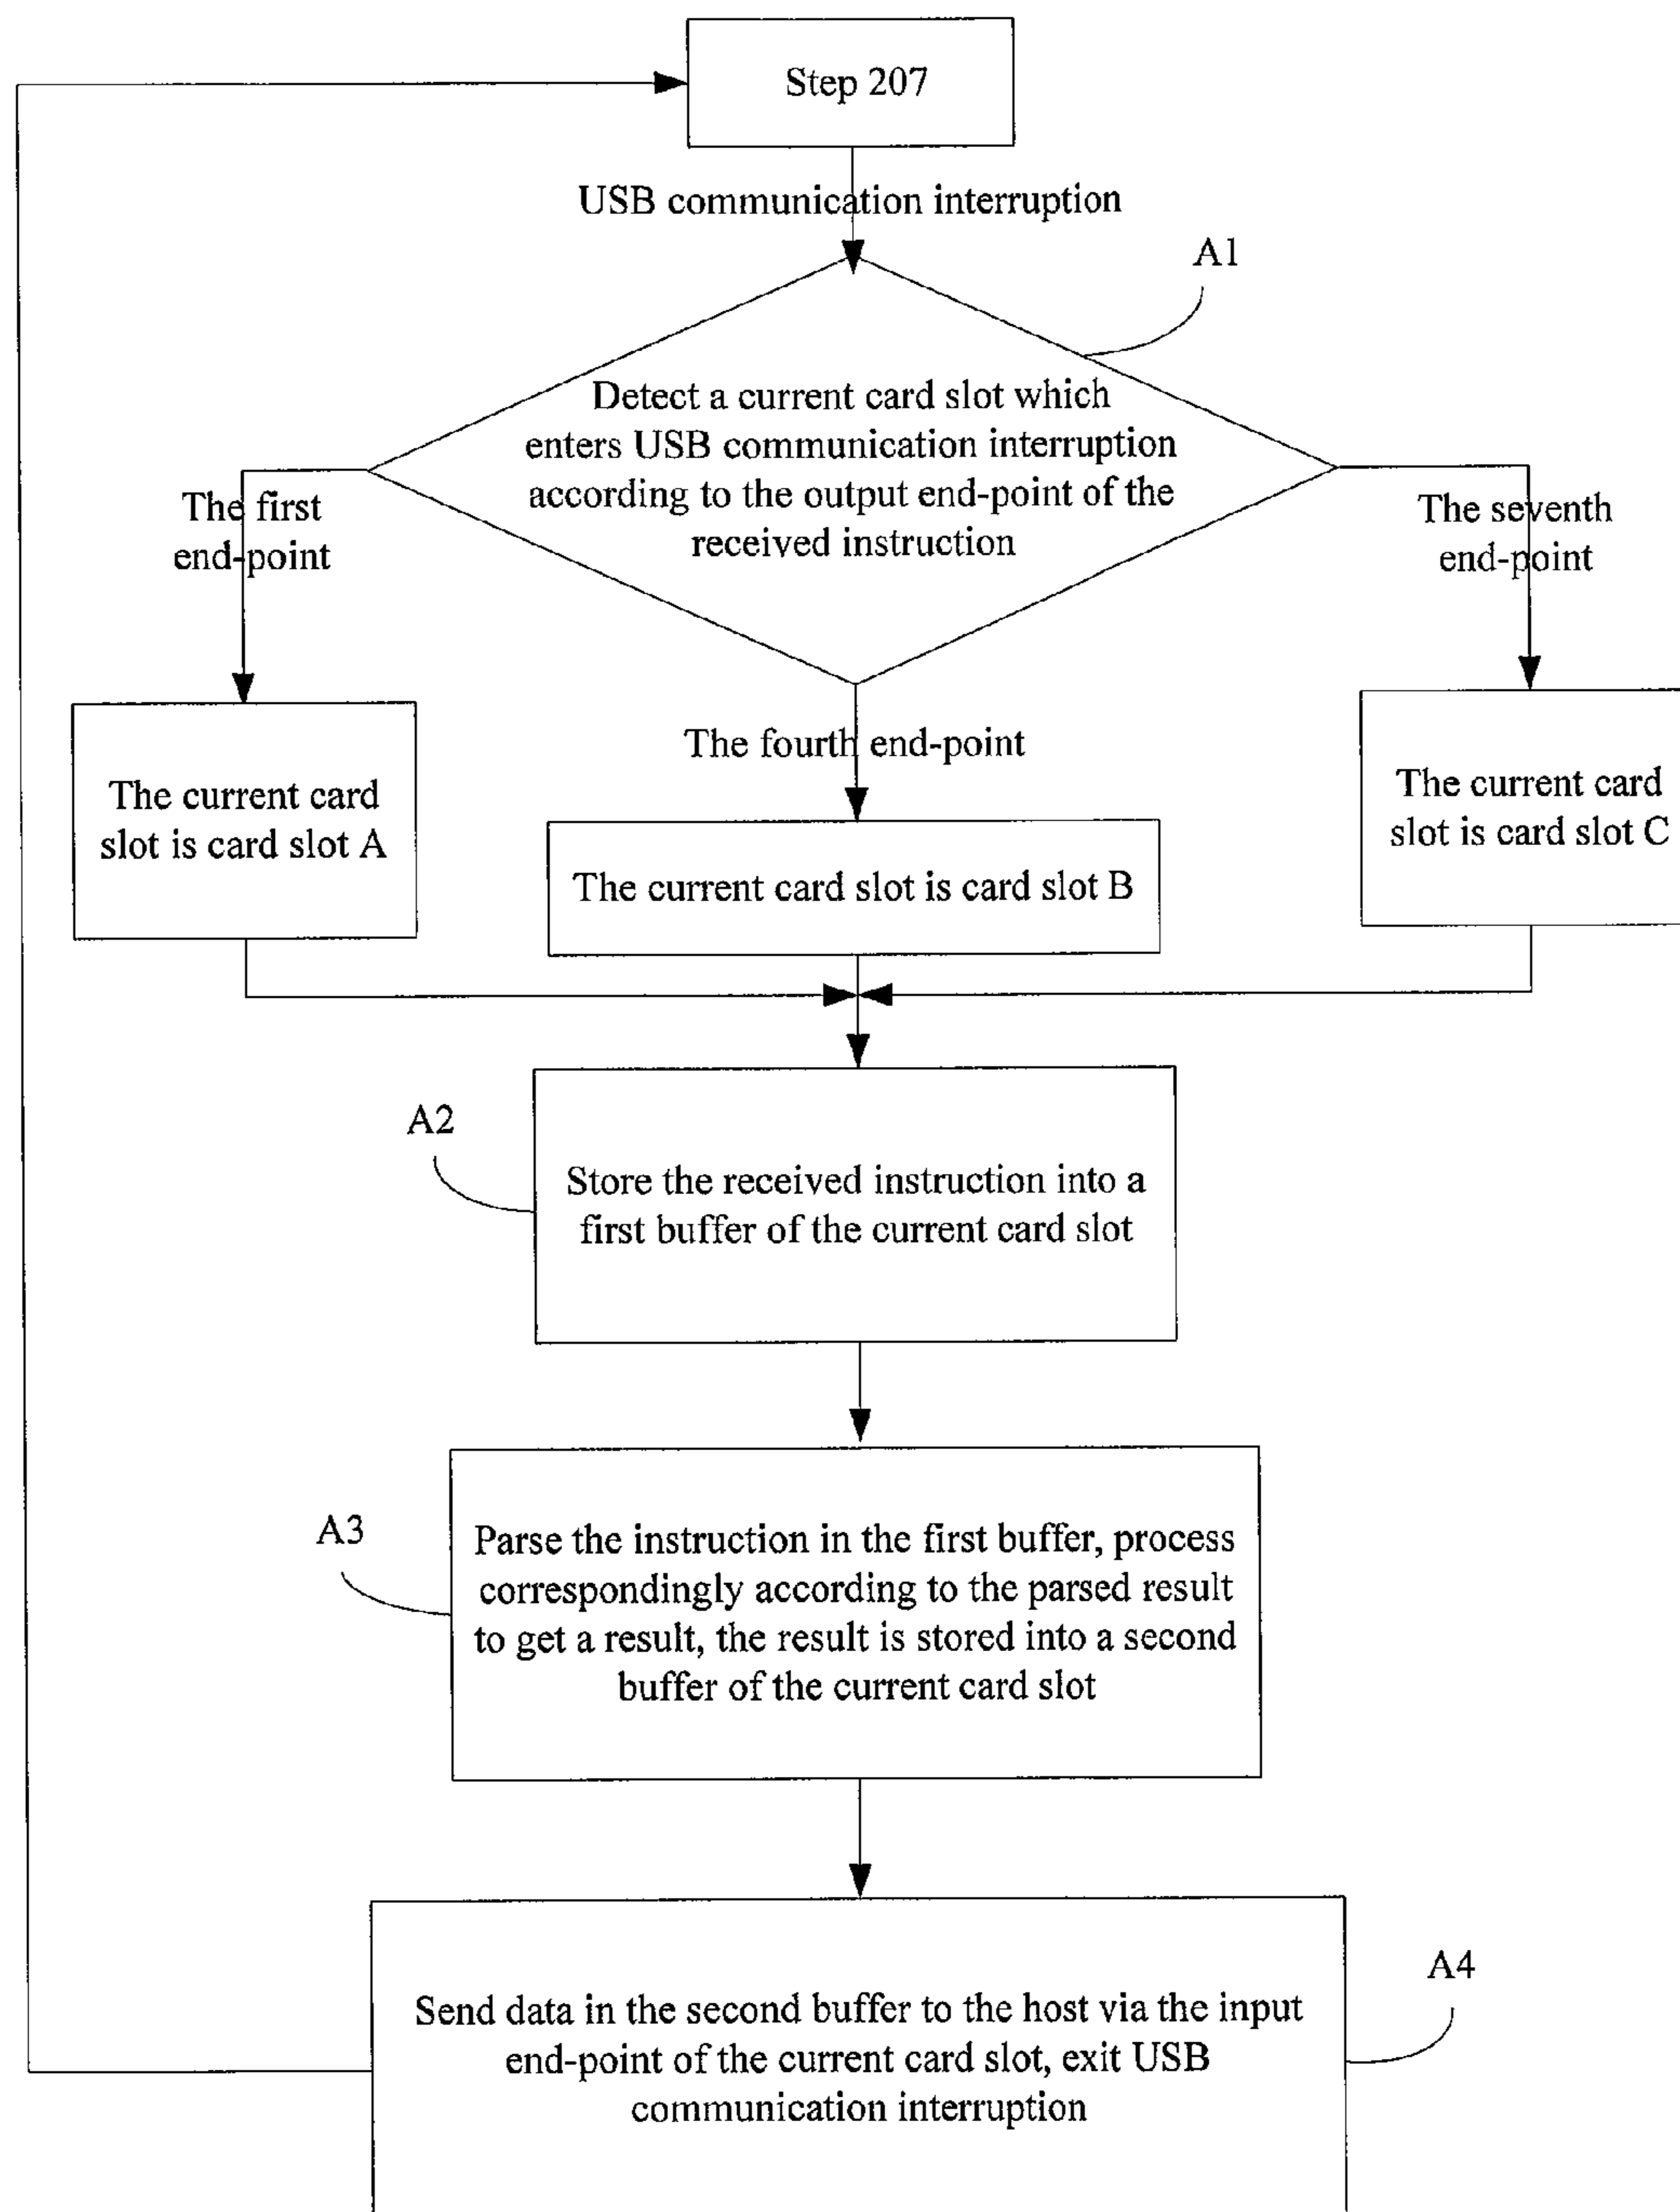 Step 207
USB communication interruption
A1
Detect a current card slot which
enters USB communication interruption
according to the output end-point of the
received instruction
The first
end-point
The seventh
end-point
The fourth end-point
The current card
slot is card slot A
The current card slot is card slot B
The current card
slot is card slot C
A2
Store the received instruction into a
first buffer of the current card slot
A3
Parse the instruction in the first buffer, process
correspondingly according to the parsed result
to get a result, the result is stored into a second
buffer of the current card slot
A4
Send data in the second buffer to the host via the input
end-point of the current card slot, exit USB
communication interruption